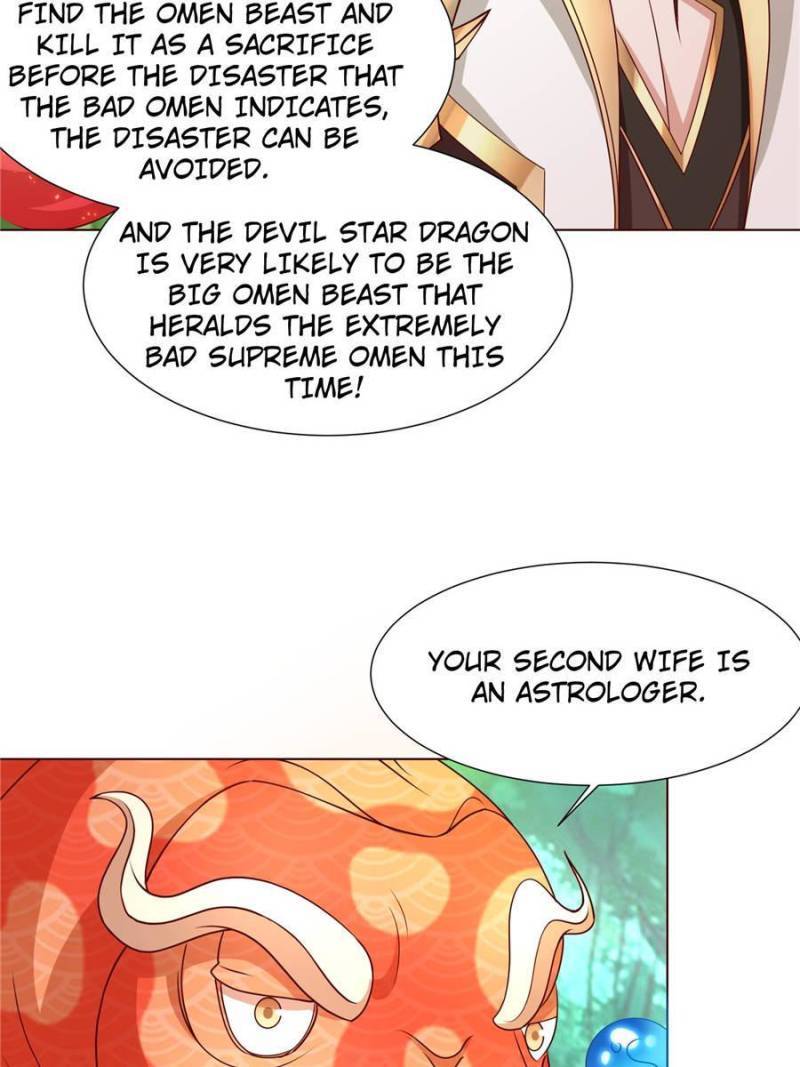 FIND THE OMEN BEAST AND
KILL IT AS A SACRIFICE
BEFORE THE DISASTER THAT
THE BAD OMEN INDICATES,
THE DISASTER CAN BE
AVOIDED.
AND THE DEVIL STAR DRAGON
IS VERY LIKELY TO BE THE
BIG OMEN BEAST THAT
HERALDS THE EXTREMELY
BAD SUPREME OMEN THIS
TIME!
YOUR SECOND WIFE IS
AN ASTROLOGER.